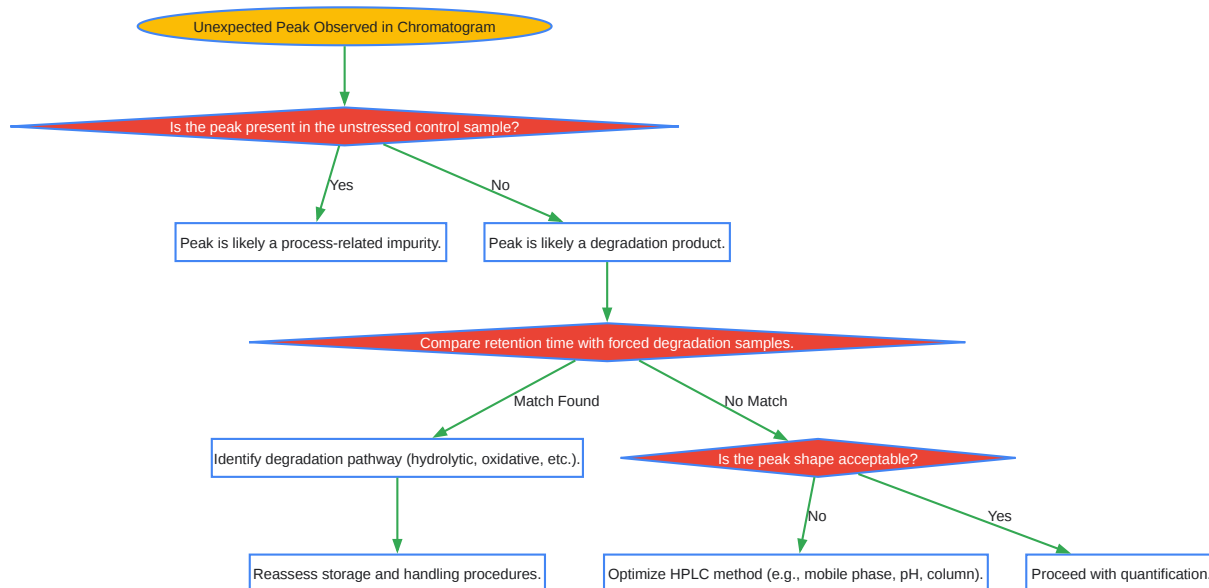 Unexpected Peak Observed in Chromatogram
Is the peak present in the unstressed control sample?
Yes
No
Peak is likely a process-related impurity.
Peak is likely a degradation product.
Compare retention time with forced degradation samples.
Match Found
No Match
Identify degradation pathway (hydrolytic, oxidative, etc.).
Is the peak shape acceptable?
No
Yes
Reassess storage and handling procedures.
Optimize HPLC method (e.g., mobile phase, pH, column).
Proceed with quantification.